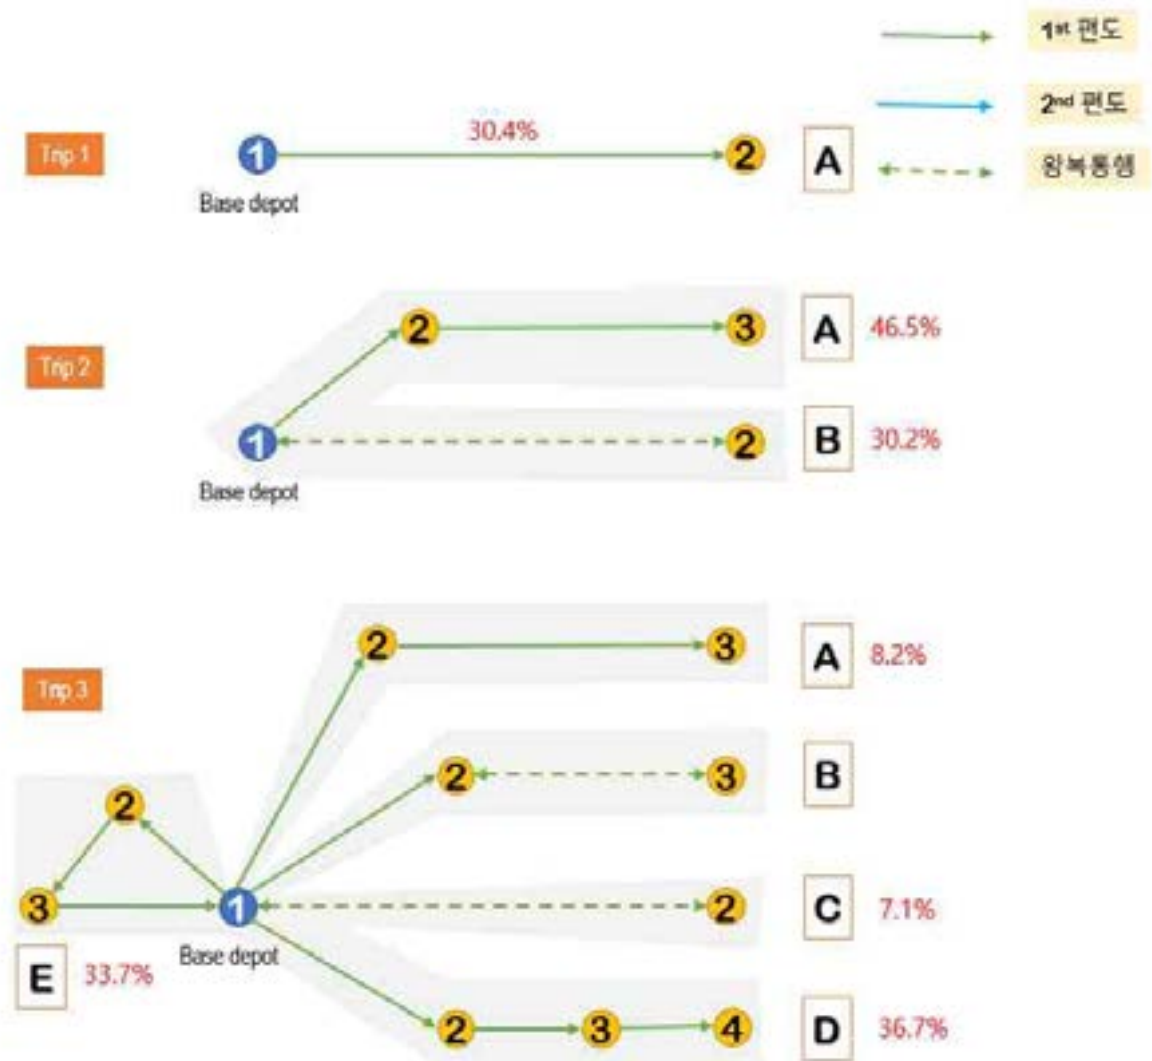 1st 편도
2nd 편도
왕복통행
Trip 1
1
30.4%
2
A
Base depot
Trip 2
2
3
A
46.5%
1
2
B
30.2%
Base depot
Trip 3
2
3
A
8.2%
2
2
3
B
3
1
2
C
7.1%
Base depot
E
33.7%
2
3
4
D
36.7%